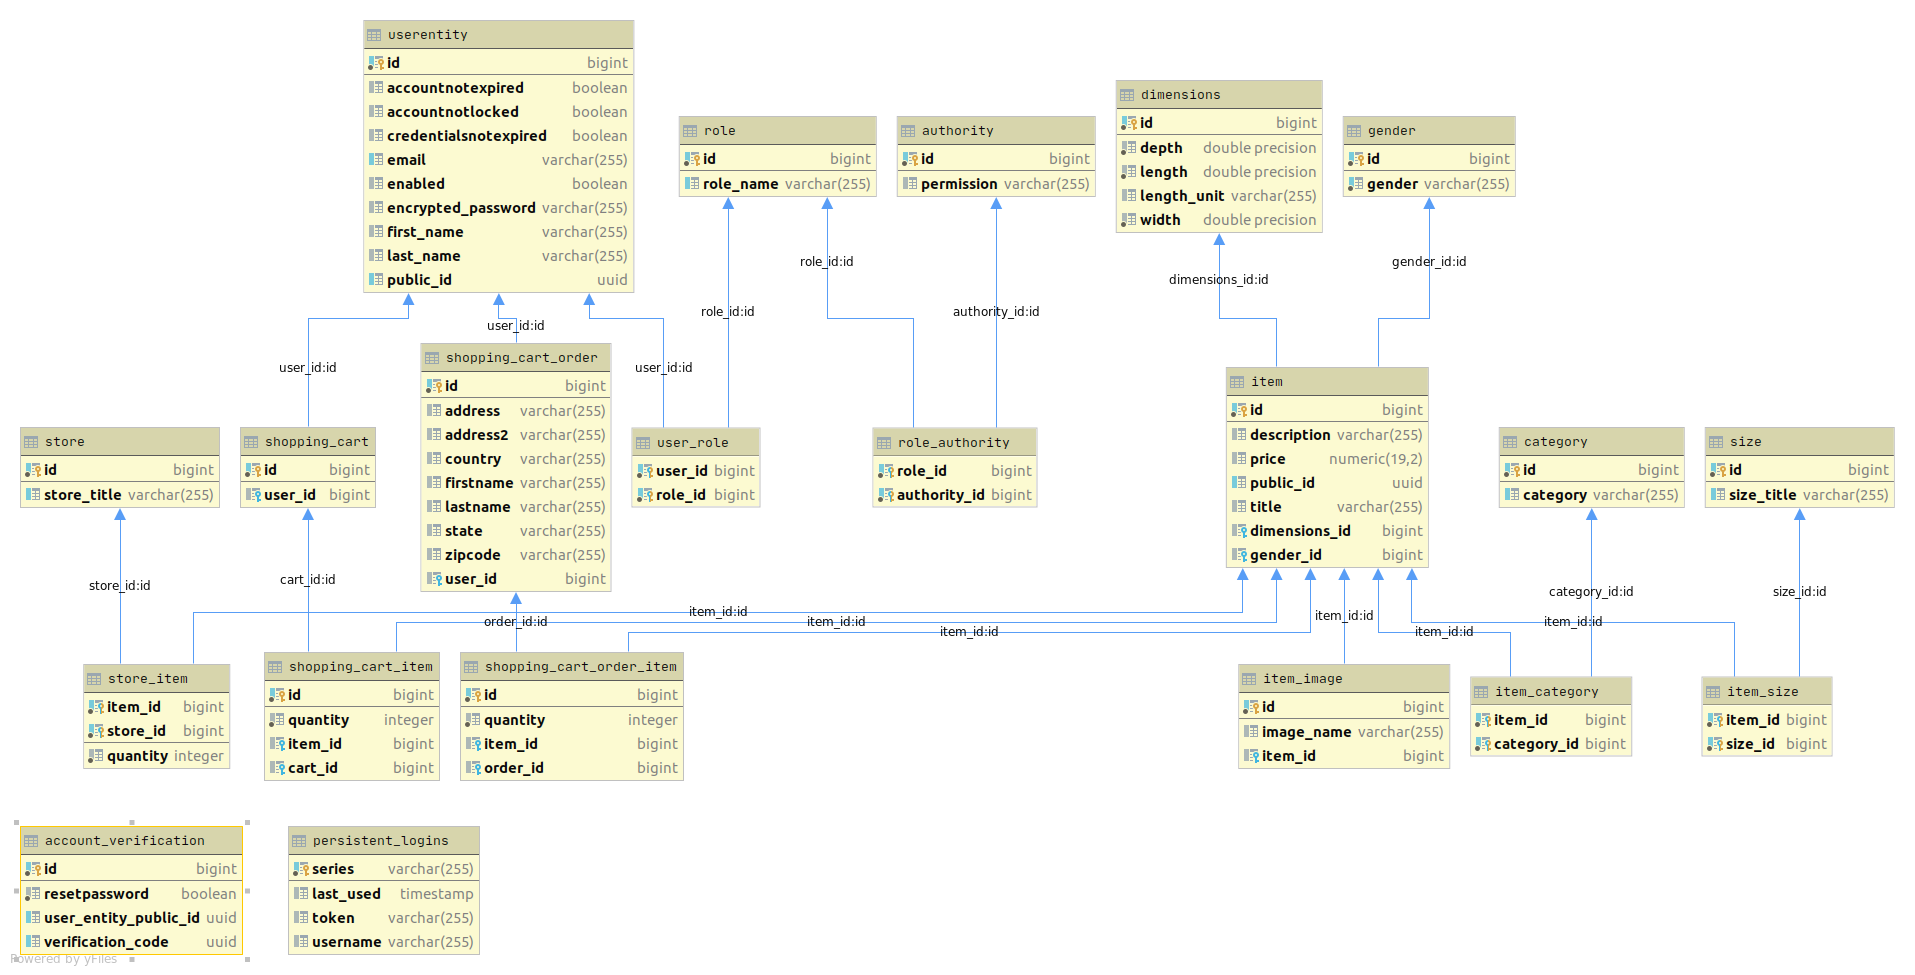 userentity
id bigint
accountnotexpired boolean
accountnotlocked boolean
credentialsnotexpired boolean
email varchar(255)
enabled boolean
encrypted_password varchar(255)
first_name varchar(255)
last_name varchar(255)
public_id uuid
role
id bigint
role_name varchar(255)
authority
id bigint
permission varchar(255)
dimensions
id bigint
depth double precision
length double precision
length_unit varchar(255)
width double precision
gender
id bigint
gender varchar(255)
user_id:id
user_id:id
user_id:id
role_id:id
role_id:id
authority_id:id
dimensions_id:id
gender_id:id
store
id bigint
store_title varchar(255)
shopping_cart
id bigint
user_id bigint
shopping_cart_order
id bigint
address varchar(255)
address2 varchar(255)
country varchar(255)
firstname varchar(255)
lastname varchar(255)
state varchar(255)
zipcode varchar(255)
user_id bigint
user_role
user_id bigint
role_id bigint
role_authority
role_id bigint
authority_id bigint
item
id bigint
description varchar(255)
price numeric(19,2)
public_id uuid
title varchar(255)
dimensions_id bigint
gender_id bigint
category
id bigint
category varchar(255)
size
id bigint
size_title varchar(255)
store_id:id
cart_id:id
order_id:id
item_id:id
item_id:id
item_id:id
item_id:id
item_id:id
item_id:id
category_id:id
size_id:id
store_item
item_id bigint
store_id bigint
quantity integer
shopping_cart_item
id bigint
quantity integer
item_id bigint
cart_id bigint
shopping_cart_order_item
id bigint
quantity integer
item_id bigint
order_id bigint
item_image
id bigint
image_name varchar(255)
item_id bigint
item_category
item_id bigint
category_id bigint
item_size
item_id bigint
size_id bigint
account_verification
id bigint
resetpassword boolean
user_entity_public_id uuid
verification_code uuid
persistent_logins
series varchar(255)
last_used timestamp
token varchar(255)
username varchar(255)
Powered by yFiles